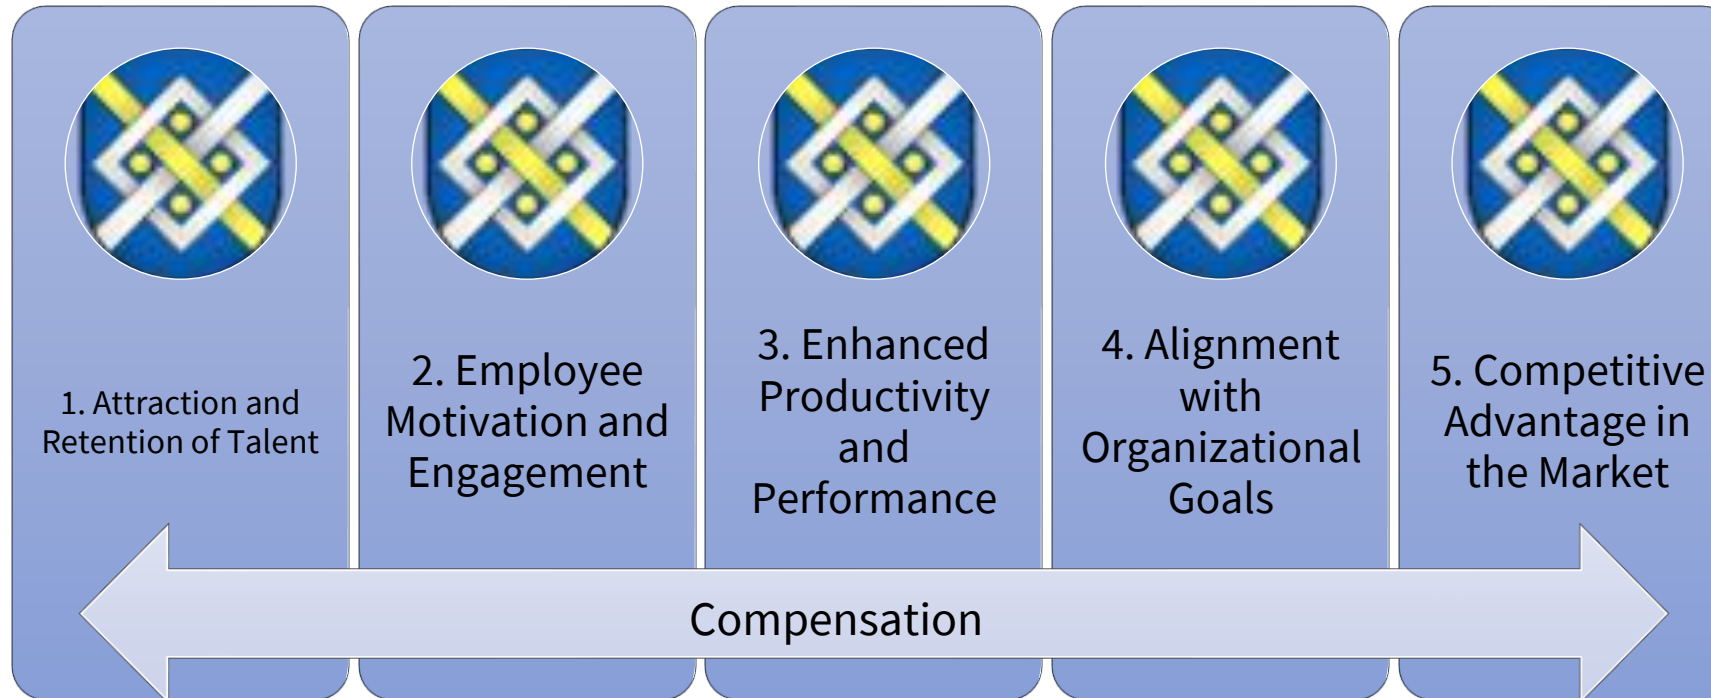 1. Attraction and
Retention of Talent
2. Employee
Motivation and
Engagement
3. Enhanced
Productivity
and
Performance
4. Alignment
with
Organizational
Goals
5. Competitive
Advantage in
the Market
Compensation